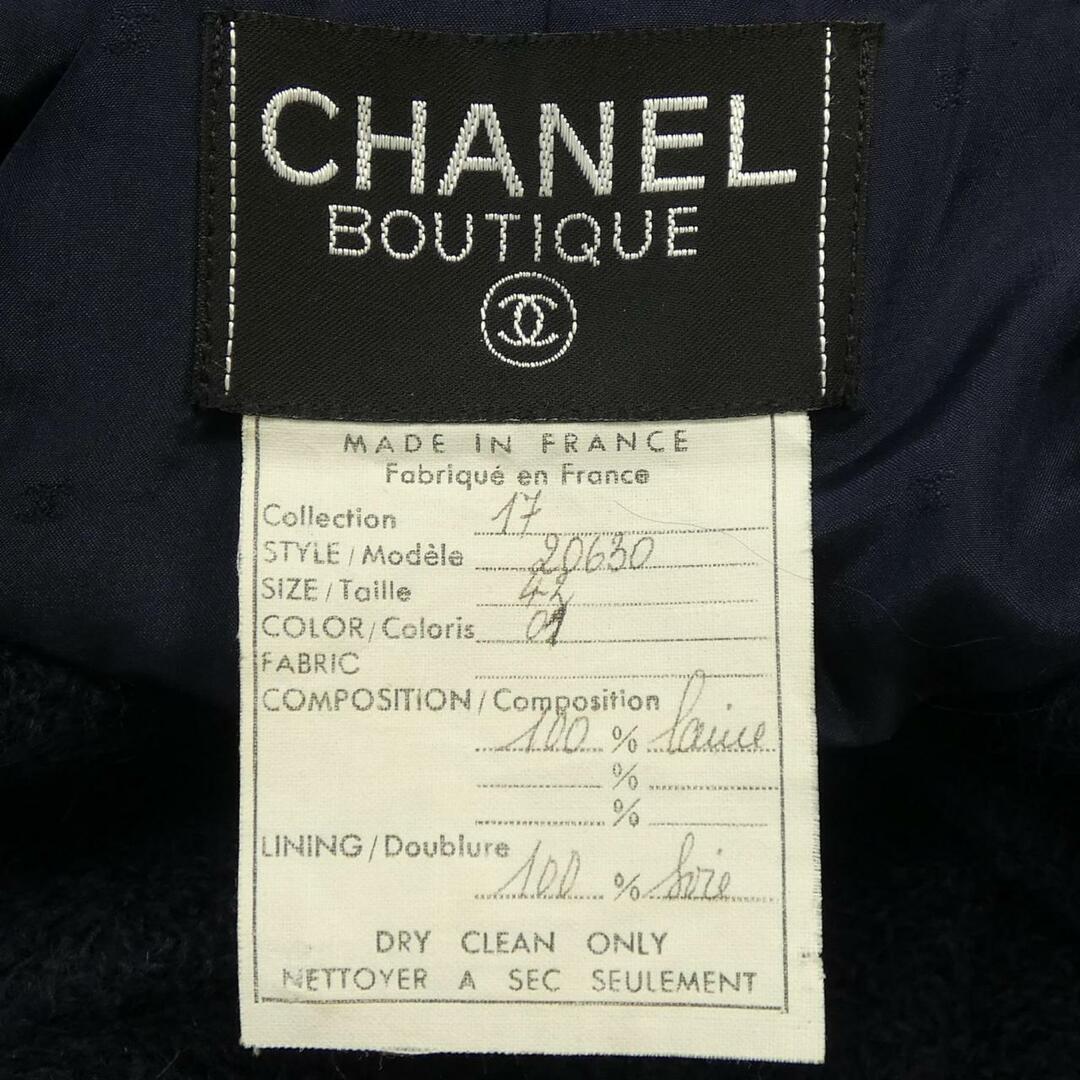 CHANEL
BOUTIQUE
MADE IN FRANCE
Fabriqué en France
Collection 17
STYLE/Modèle 20630
SIZE/Taille 42
COLOR/Coloris 01
FABRIC
COMPOSITION/Composition
100 % laine
%
%
LINING/Doublure
100 % Soie
DRY CLEAN ONLY
NETTOYER A SEC SEULEMENT